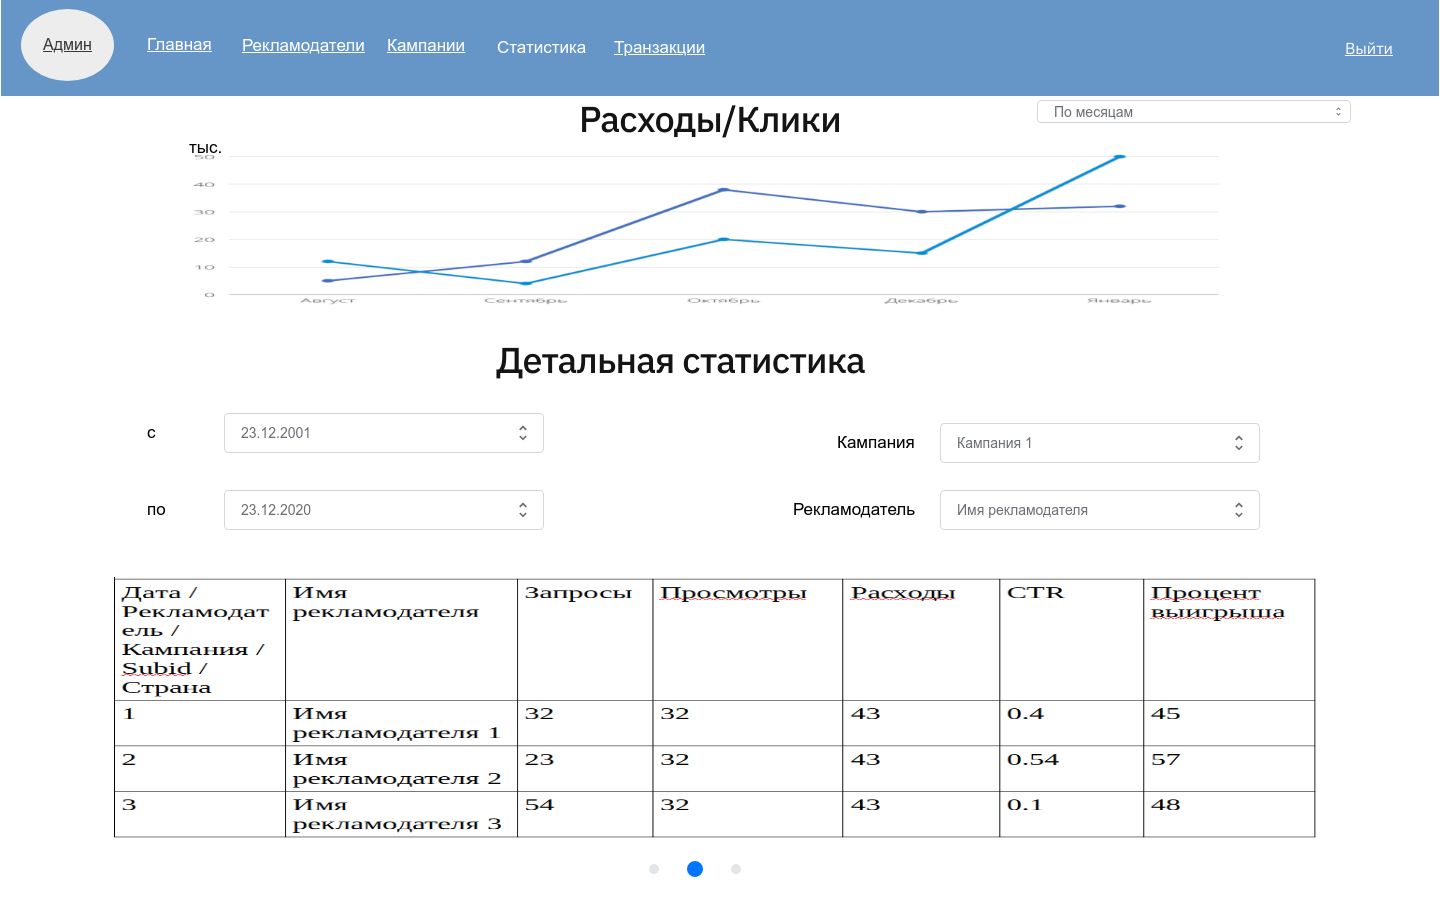 Админ Главная Рекламодатели Кампании Статистика Транзакции Выйти
Расходы/Клики
По месяцам
тыс.
50
40
30
20
10
0
Август Сентябрь Октябрь Декабрь Январь
Детальная статистика
с 23.12.2001
Кампания Кампания 1
по 23.12.2020
Рекламодатель Имя рекламодателя
Дата /
Рекламодат
ель /
Кампания /
Subid /
Страна
Имя
рекламодателя
Запросы
Просмотры
Расходы
CTR
Процент
выигрыша
1
Имя
рекламодателя 1
32
32
43
0.4
45
2
Имя
рекламодателя 2
23
32
43
0.54
57
3
Имя
рекламодателя 3
54
32
43
0.1
48